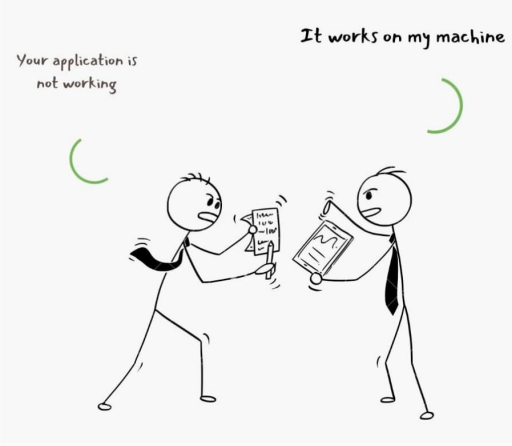 It works on my machine
Your application is
not working